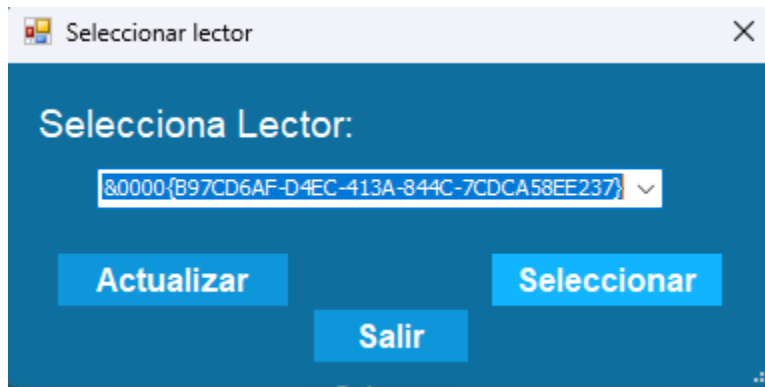 Seleccionar lector
Selecciona Lector:
&0000{B97CD6AF-D4EC-413A-844C-7CDCA58EE237}
Actualizar
Seleccionar
Salir